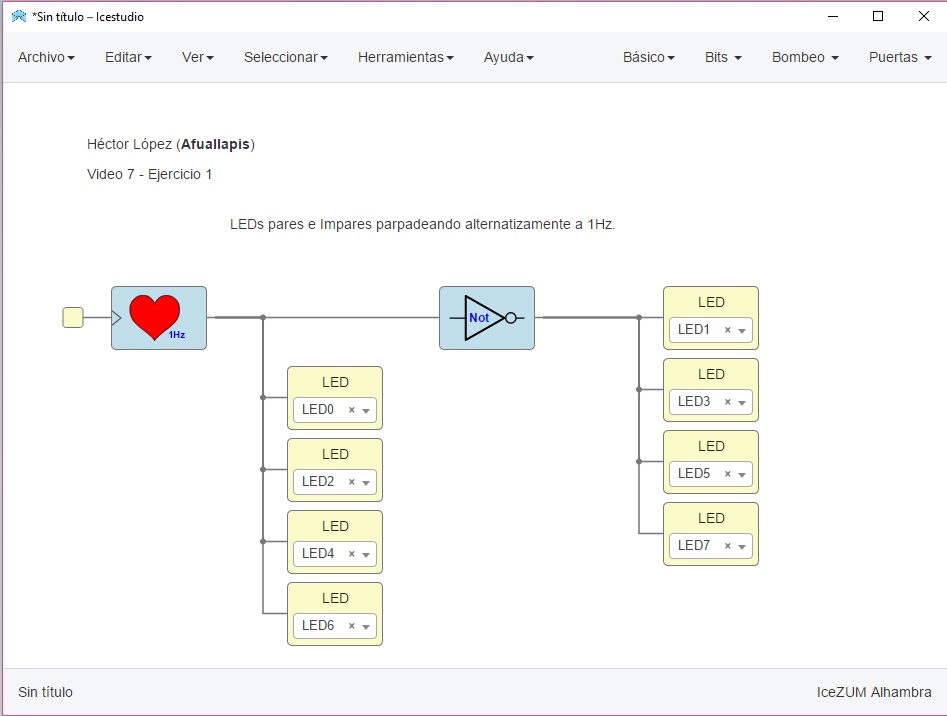 *Sin título – Icestudio
Archivo Editar Ver Seleccionar Herramientas Ayuda Básico Bits Bombeo Puertas
Héctor López (Afuallapis)
Video 7 - Ejercicio 1
LEDs pares e Impares parpadeando alternatizamente a 1Hz.
1Hz
Not
LED
LED1 ×
LED
LED3 ×
LED
LED5 ×
LED
LED7 ×
LED
LED0 ×
LED
LED2 ×
LED
LED4 ×
LED
LED6 ×
Sin título IceZUM Alhambra